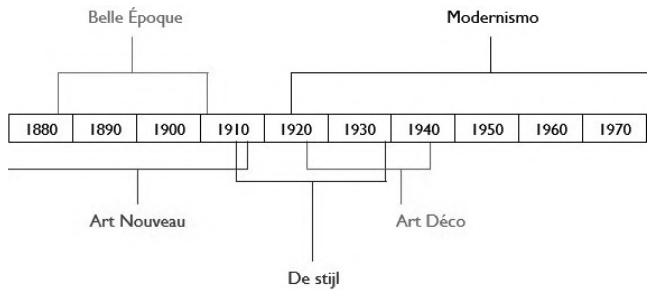 Belle Époque
Modernismo
1880 1890 1900 1910 1920 1930 1940 1950 1960 1970
Art Nouveau
Art Déco
De stijl